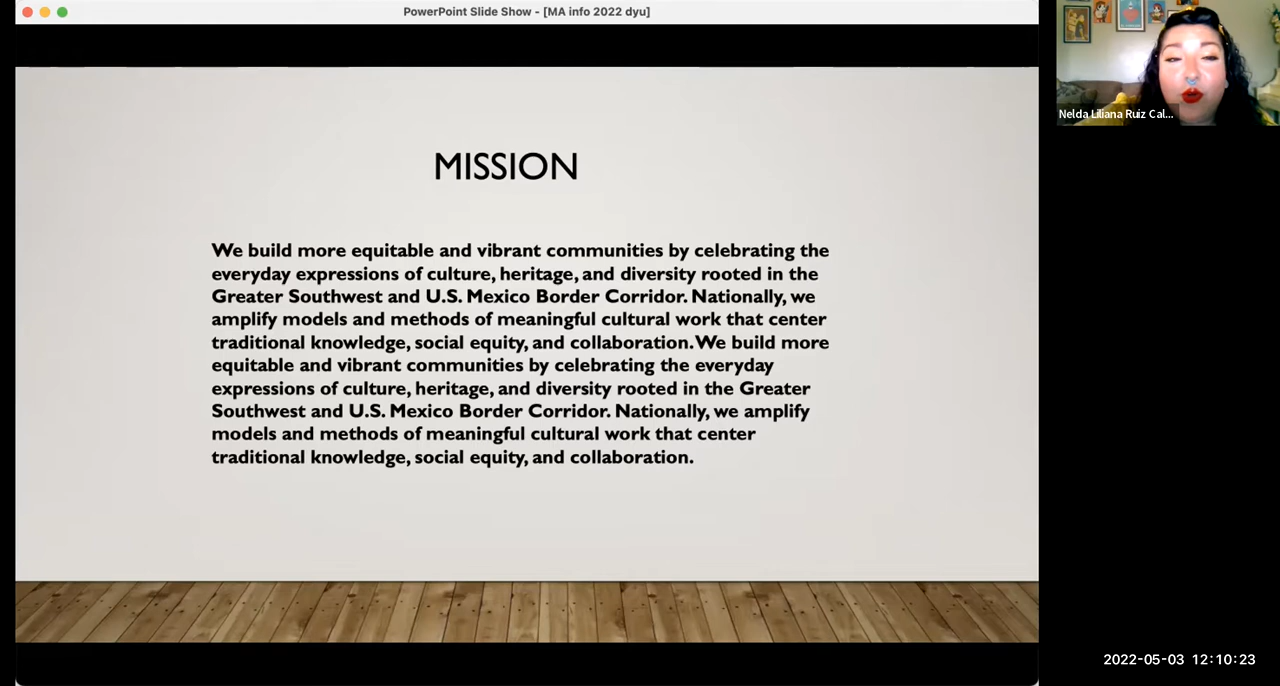 PowerPoint Slide Show - [MA info 2022 dyu]
Nelda Liliana Ruiz Cal...
MISSION
We build more equitable and vibrant communities by celebrating the
everyday expressions of culture, heritage, and diversity rooted in the
Greater Southwest and U.S. Mexico Border Corridor. Nationally, we
amplify models and methods of meaningful cultural work that center
traditional knowledge, social equity, and collaboration.We build more
equitable and vibrant communities by celebrating the everyday
expressions of culture, heritage, and diversity rooted in the Greater
Southwest and U.S. Mexico Border Corridor. Nationally, we amplify
models and methods of meaningful cultural work that center
traditional knowledge, social equity, and collaboration.
2022-05-03 12:10:23